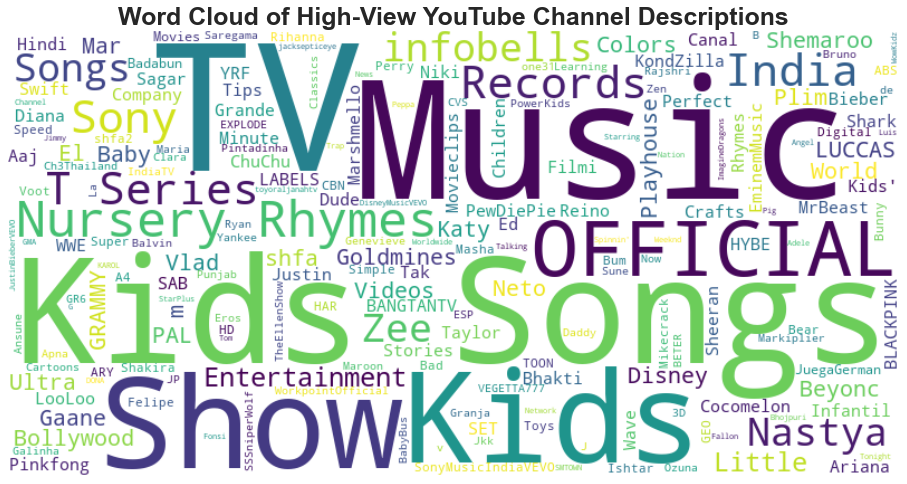 Word Cloud of High-View YouTube Channel Descriptions
Hindi
Mar
Movies
Saregama
Rihanna
jacksepticeye
TV
infobells
Colors
Canal
Shemaroo
B
WowKidz
Songs
Badabun
YRF
Sagar
Tips
Classics
Perry
Niki
one31Learning
KondZilla
Rajshri
India
Bruno
ABS
Swift
Company
Grande
News
Records
Zen
de
Channel
Diana
Sony
EXPLODE
Marshmello
Peppa
CVS
PowerKids
Perfect
Plim
Bieber
Speed
shfa2
Minute
Movieclips
Children
Starring
Playhouse
Rhymes
EminemMusic
Shark
Jimmy
El
Maria
Pintadinha
Trap
Music
Nation
ImagineDragons
Digital
Luis
Aaj
Ch3Thailand
Baby
Clara
ChuChu
Filmi
Angel
LUCCAS
Voot
IndiaTV
LABELS
CBN
World
Kids'
T Series
La
toyoraljanahtv
Dude
DisneyMusicVEVO
PewDiePie
Reino
Crafts
Pig
MrBeast
Bunny
Nursery Rhymes
Ryan
Yankee
Katy
Ed
OFFICIAL
JustinBieberVEVO
GWA
WWE
Super
Balvin
Genevieve
Worldwide
Talking
Spinnin'
Weeknd
HYBE
Adele
Masha
Bum
Now
Sune
KAROL
Vlad
shfa
Goldmines
Simple
Tak
Kids Songs
A4
Punjab
Justin
Videos
Neto
GR6
StarPlus
SAB
HAR
BANGTANTV
Ansune
GRAMMY
m
Eros
HD
Tom
TheEllenShow
Zee
ESP
Taylor
Daddy
Mikecrack
BETER
Sheeran
Bear
Markiplier
BLACKPINK
Apna
PAL
Stories
Cartoons
ARY
Shakira
Maroon
Bad
TOON
JuegaGerman
Ultra
JP
Entertainment
Bhakti
Disney
Beyonc
LooLoo
Felipe
WorkpointOfficial
VEGETTA777
Show
Kids
3D
Cocomelon
Infantil
Gaane
SSSniperWolf
Granja
Network
SET
Toys
Wave
GEO
Bhojpuri
Bollywood
BabyBus
v
Jkk
J
Nastya
Galinha
Fonsi
Fallon
Pinkfong
SonyMusicIndiaVEVO
SMTOWN
Ishtar
Ozuna
Little
Tonight
Ariana